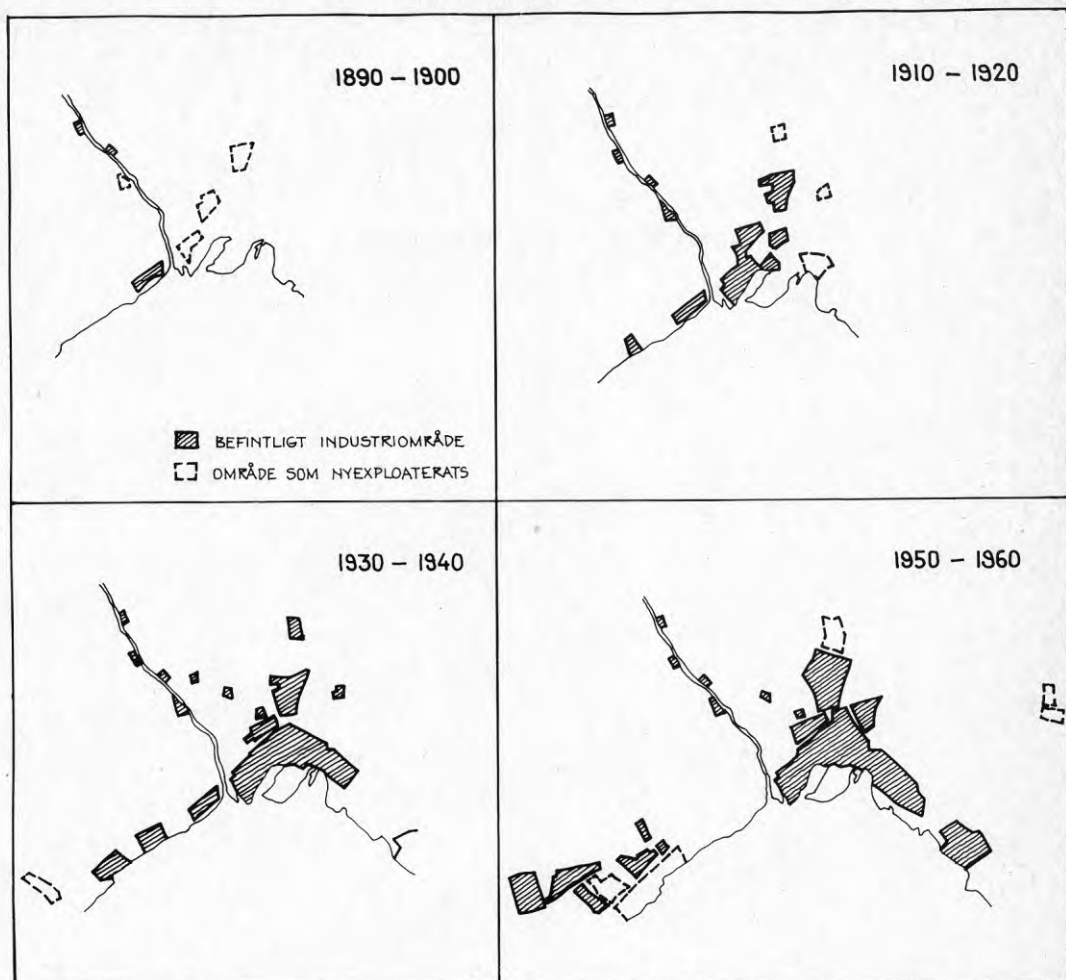 1890 – 1900
1910 – 1920
BEFINTLIGT INDUSTRIOMRÅDE
OMRÅDE SOM NYEXPLOATERATS
1930 – 1940
1950 – 1960